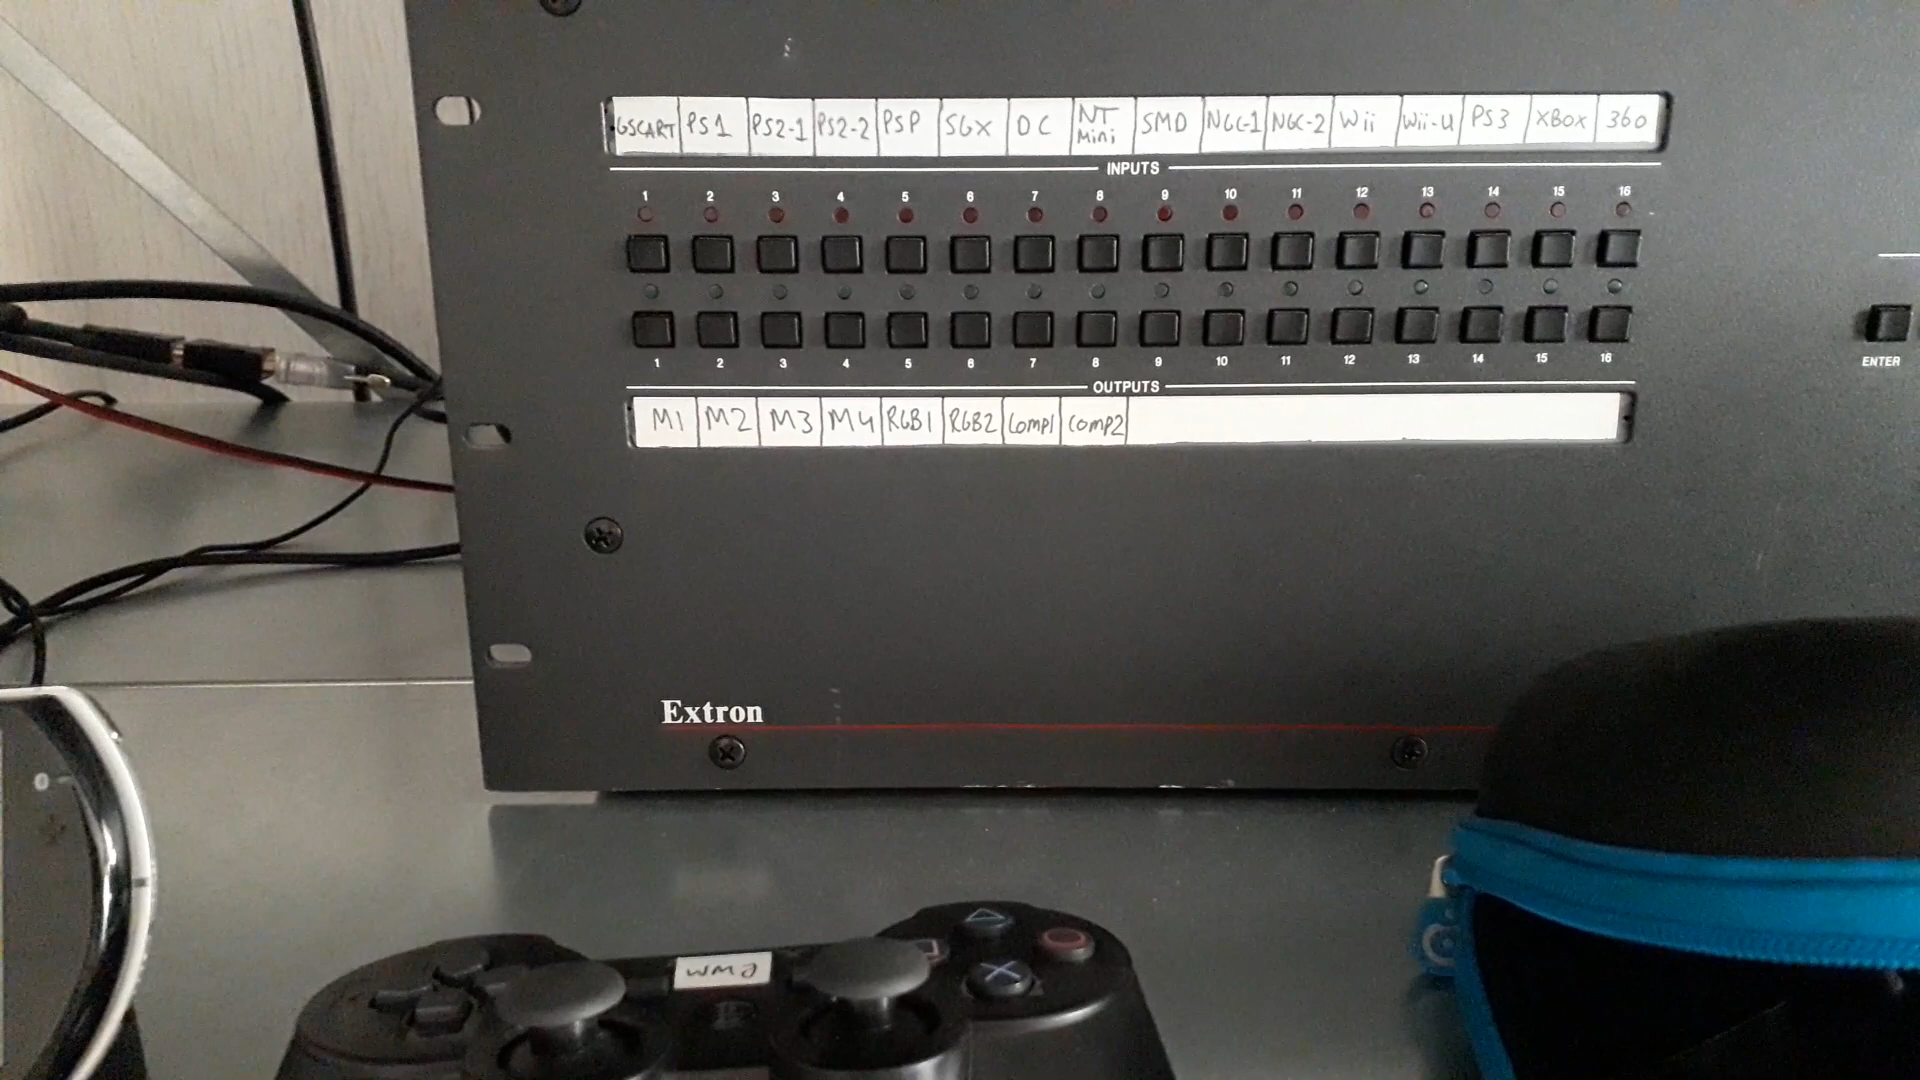 GSCART PS1 PS2-1 PS2-2 PSP SGX DC NT Mini SMD NGC-1 NGC-2 Wii Wii-U PS3 XBOX 360
INPUTS
1 2 3 4 5 6 7 8 9 10 11 12 13 14 15 16
1 2 3 4 5 6 7 8 9 10 11 12 13 14 15 16
ENTER
OUTPUTS
M1 M2 M3 M4 RGB1 RGB2 Comp1 Comp2
Extron